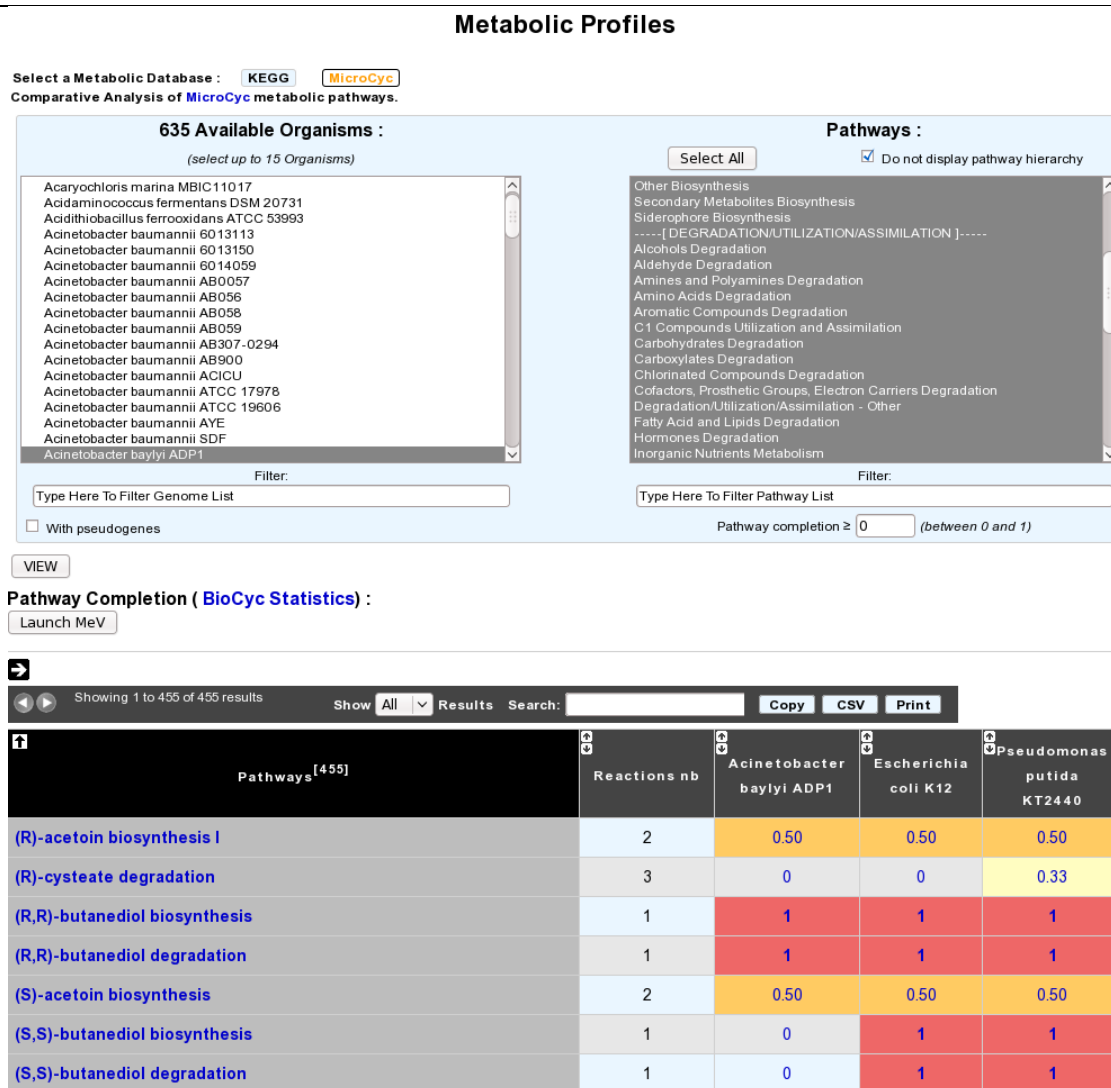 Metabolic Profiles
Select a Metabolic Database : KEGG MicroCyc
Comparative Analysis of MicroCyc metabolic pathways.
635 Available Organisms :
(select up to 15 Organisms)
Acaryochloris marina MBIC11017
Acidaminococcus fermentans DSM 20731
Acidithiobacillus ferrooxidans ATCC 53993
Acinetobacter baumannii 6013113
Acinetobacter baumannii 6013150
Acinetobacter baumannii 6014059
Acinetobacter baumannii AB0057
Acinetobacter baumannii AB056
Acinetobacter baumannii AB058
Acinetobacter baumannii AB059
Acinetobacter baumannii AB307-0294
Acinetobacter baumannii AB900
Acinetobacter baumannii ACICU
Acinetobacter baumannii ATCC 17978
Acinetobacter baumannii ATCC 19606
Acinetobacter baumannii AYE
Acinetobacter baumannii SDF
Acinetobacter baylyi ADP1
Filter:
Type Here To Filter Genome List
With pseudogenes
Pathways :
Select All Do not display pathway hierarchy
Other Biosynthesis
Secondary Metabolites Biosynthesis
Siderophore Biosynthesis
-----[ DEGRADATION/UTILIZATION/ASSIMILATION ]-----
Alcohols Degradation
Aldehyde Degradation
Amines and Polyamines Degradation
Amino Acids Degradation
Aromatic Compounds Degradation
C1 Compounds Utilization and Assimilation
Carbohydrates Degradation
Carboxylates Degradation
Chlorinated Compounds Degradation
Cofactors, Prosthetic Groups, Electron Carriers Degradation
Degradation/Utilization/Assimilation - Other
Fatty Acid and Lipids Degradation
Hormones Degradation
Inorganic Nutrients Metabolism
Filter:
Type Here To Filter Pathway List
Pathway completion ≥ 0 (between 0 and 1)
VIEW
Pathway Completion ( BioCyc Statistics) :
Launch MeV
Showing 1 to 455 of 455 results Show All Results Search: Copy CSV Print
Pathways[455] Reactions nb Acinetobacter baylyi ADP1 Escherichia coli K12 Pseudomonas putida KT2440
(R)-acetoin biosynthesis I 2 0.50 0.50 0.50
(R)-cysteate degradation 3 0 0 0.33
(R,R)-butanediol biosynthesis 1 1 1 1
(R,R)-butanediol degradation 1 1 1 1
(S)-acetoin biosynthesis 2 0.50 0.50 0.50
(S,S)-butanediol biosynthesis 1 0 1 1
(S,S)-butanediol degradation 1 0 1 1